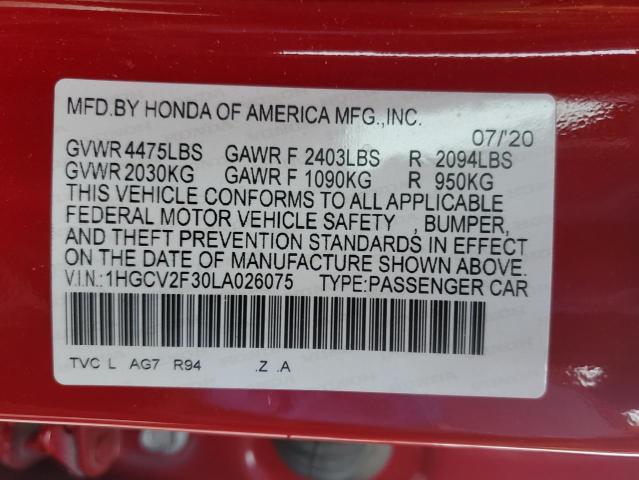 MFD.BY HONDA OF AMERICA MFG.,INC.
07/'20
GVWR 4475LBS GAWR F 2403LBS R 2094LBS
GVWR 2030KG GAWR F 1090KG R 950KG
THIS VEHICLE CONFORMS TO ALL APPLICABLE
FEDERAL MOTOR VEHICLE SAFETY , BUMPER,
AND THEFT PREVENTION STANDARDS IN EFFECT
ON THE DATE OF MANUFACTURE SHOWN ABOVE.
V.I.N.:1HGCV2F30LA026075 TYPE:PASSENGER CAR
TVC L AG7 R94 .Z .A